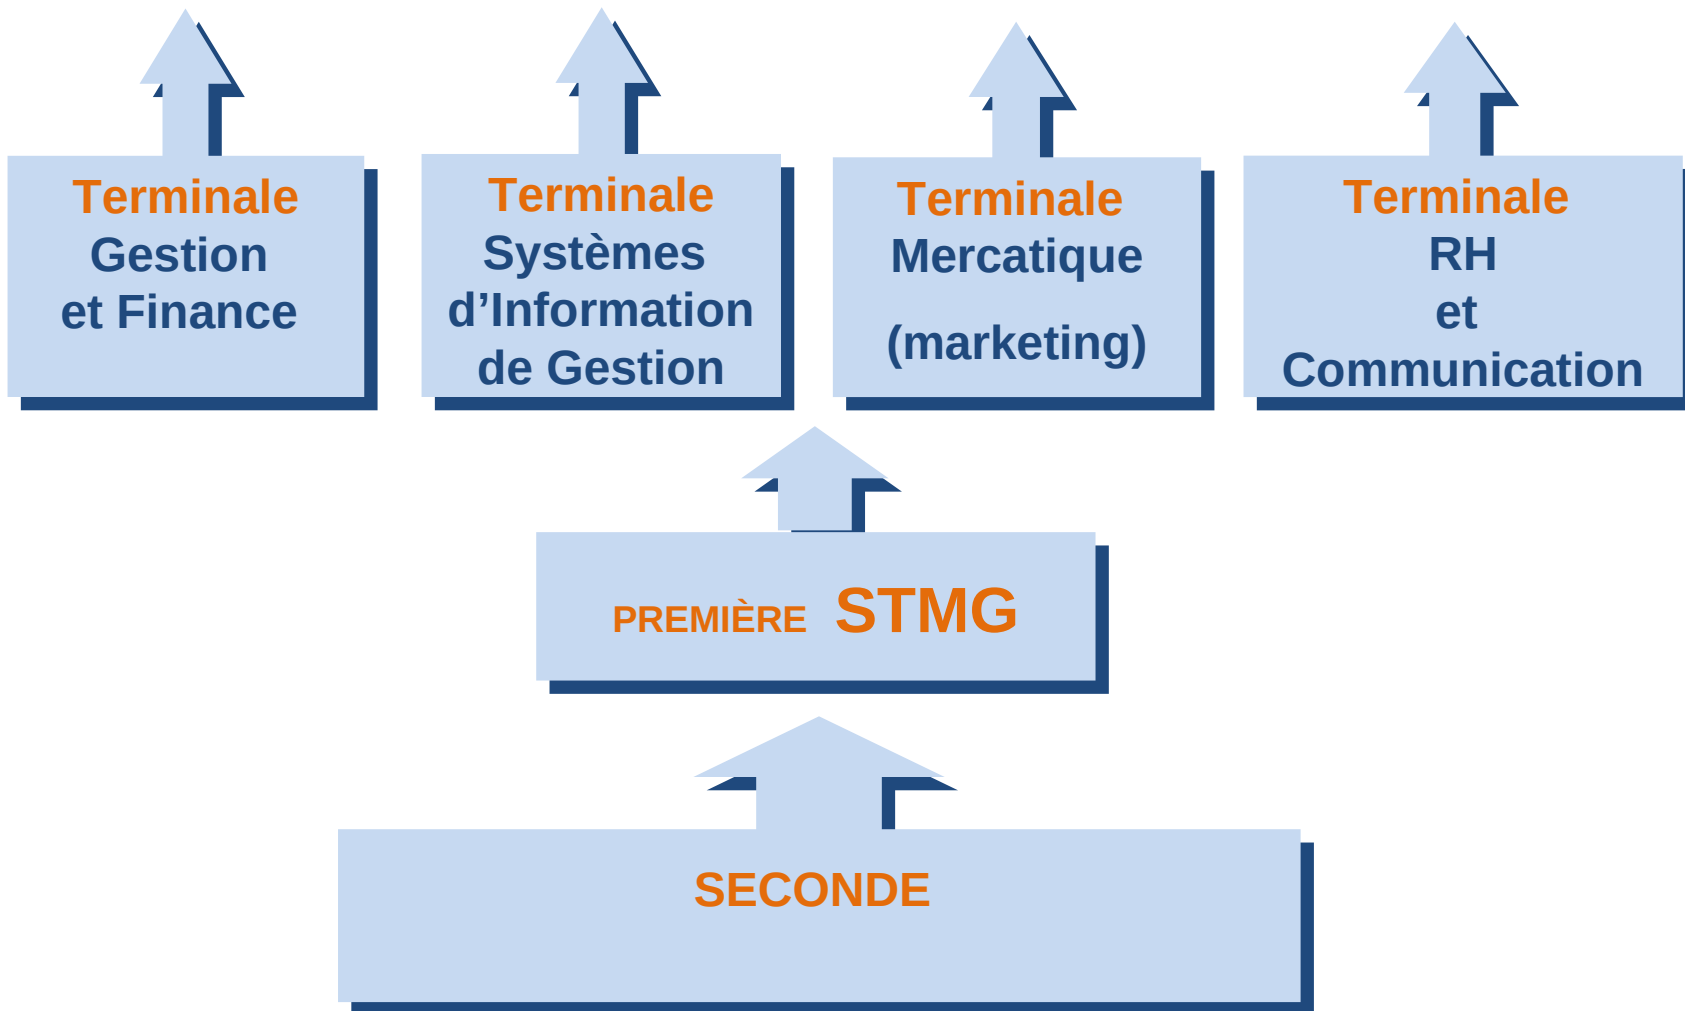 Terminale
Gestion
et Finance
Terminale
Systèmes
d’Information
de Gestion
Terminale
Mercatique
(marketing)
Terminale
RH
et
Communication
PREMIÈRE STMG
SECONDE